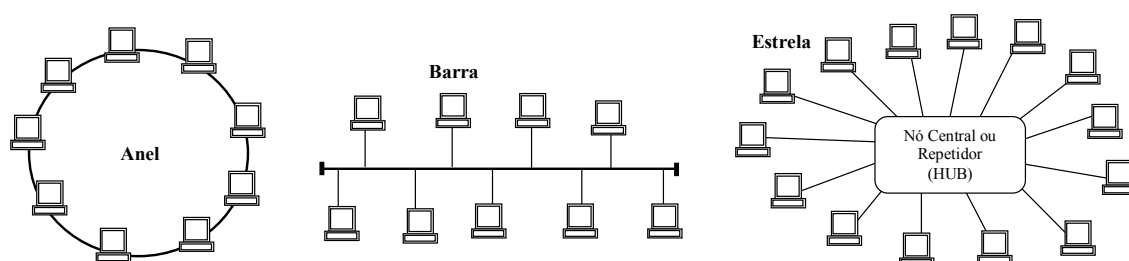 Anel
Barra
Estrela
Nó Central ou
Repetidor
(HUB)